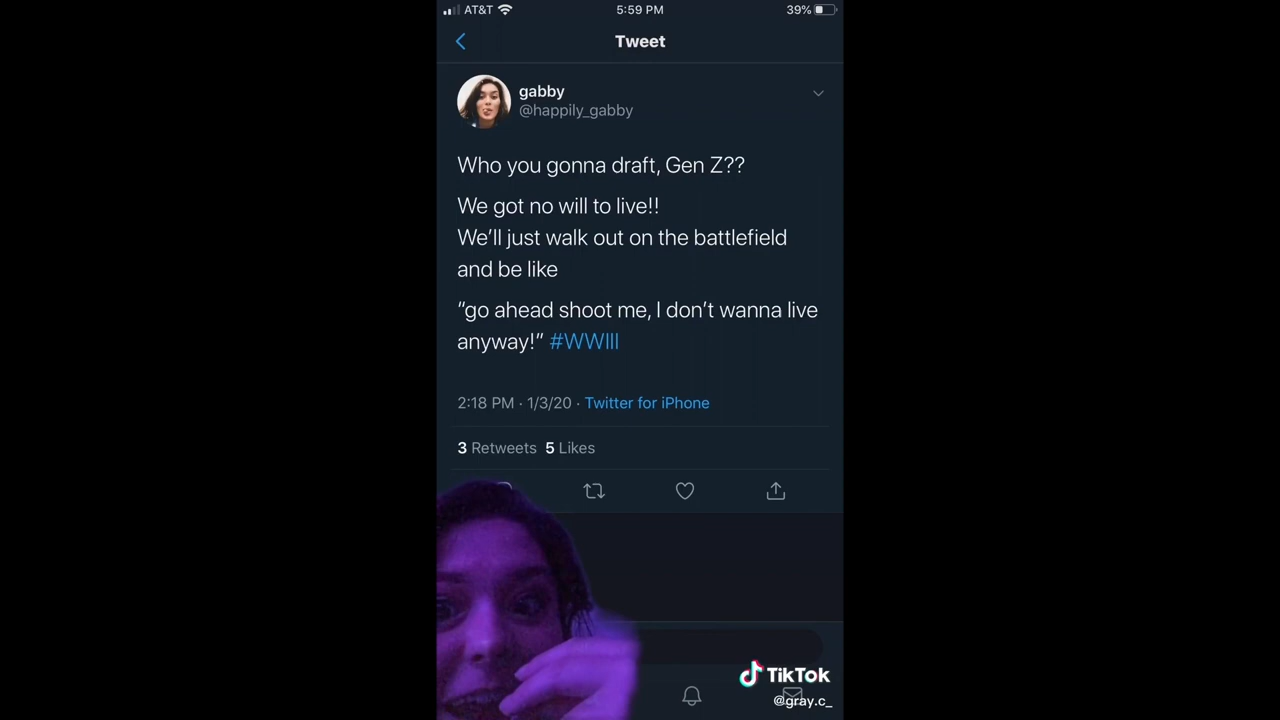 AT&T 5:59 PM 39%
Tweet
gabby
@happily_gabby
Who you gonna draft, Gen Z??
We got no will to live!!
We’ll just walk out on the battlefield
and be like
“go ahead shoot me, I don’t wanna live
anyway!” #WWIII
2:18 PM · 1/3/20 · Twitter for iPhone
3 Retweets 5 Likes
TikTok
@gray.c_